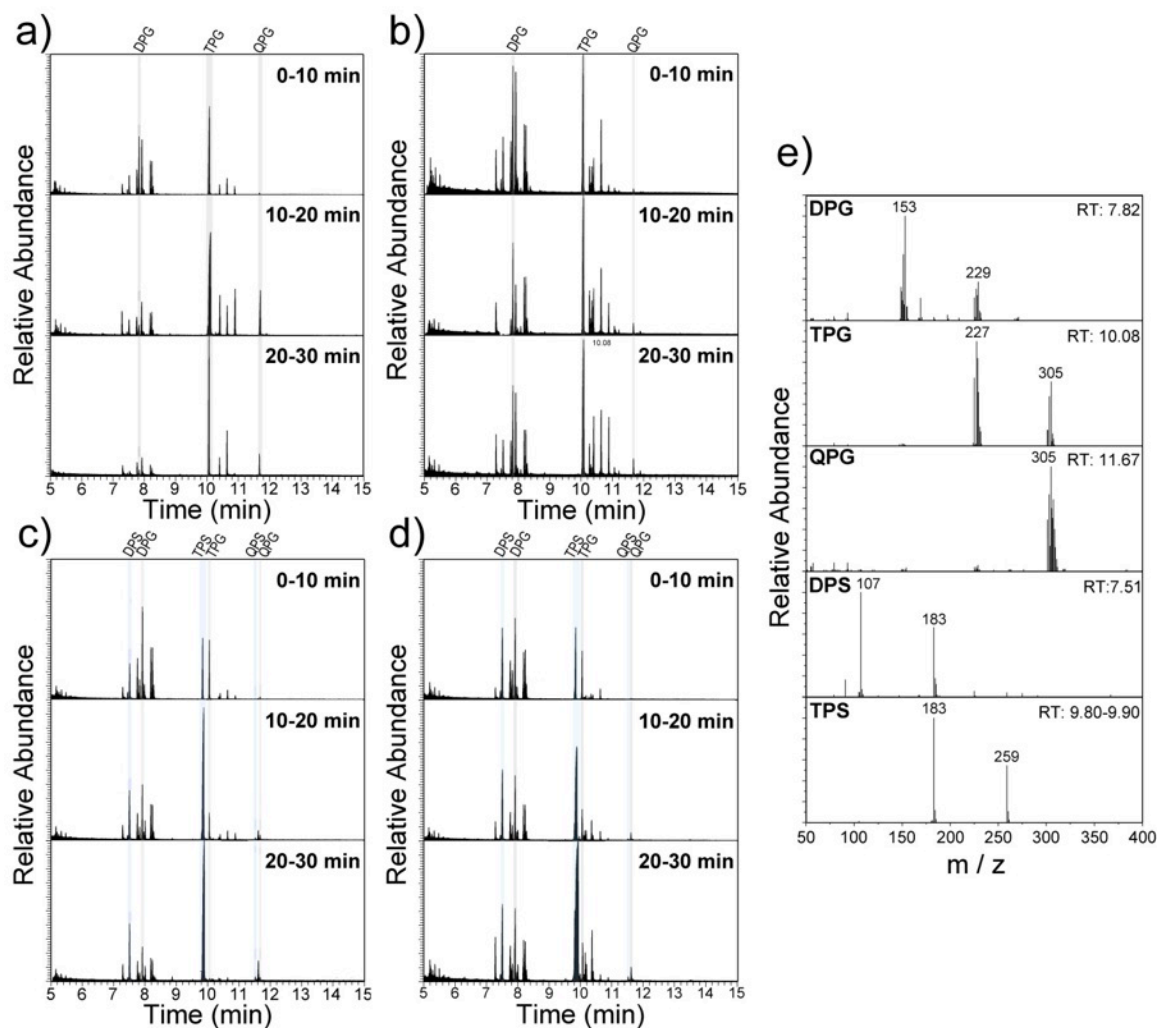 a)
DPG
TPG
QPG
0-10 min
10-20 min
20-30 min
Relative Abundance
5 6 7 8 9 10 11 12 13 14 15
Time (min)
b)
DPG
TPG
QPG
0-10 min
10-20 min
10.08
20-30 min
Relative Abundance
5 6 7 8 9 10 11 12 13 14 15
Time (min)
c)
DPS
DPG
TPS
TPG
QPS
QPG
0-10 min
10-20 min
20-30 min
Relative Abundance
5 6 7 8 9 10 11 12 13 14 15
Time (min)
d)
DPS
DPG
TPS
TPG
QPS
QPG
0-10 min
10-20 min
20-30 min
Relative Abundance
5 6 7 8 9 10 11 12 13 14 15
Time (min)
e)
DPG
153
RT: 7.82
229
TPG
227
RT: 10.08
305
QPG
305
RT: 11.67
DPS
107
RT:7.51
183
TPS
183
RT: 9.80-9.90
259
Relative Abundance
50 100 150 200 250 300 350 400
m / z